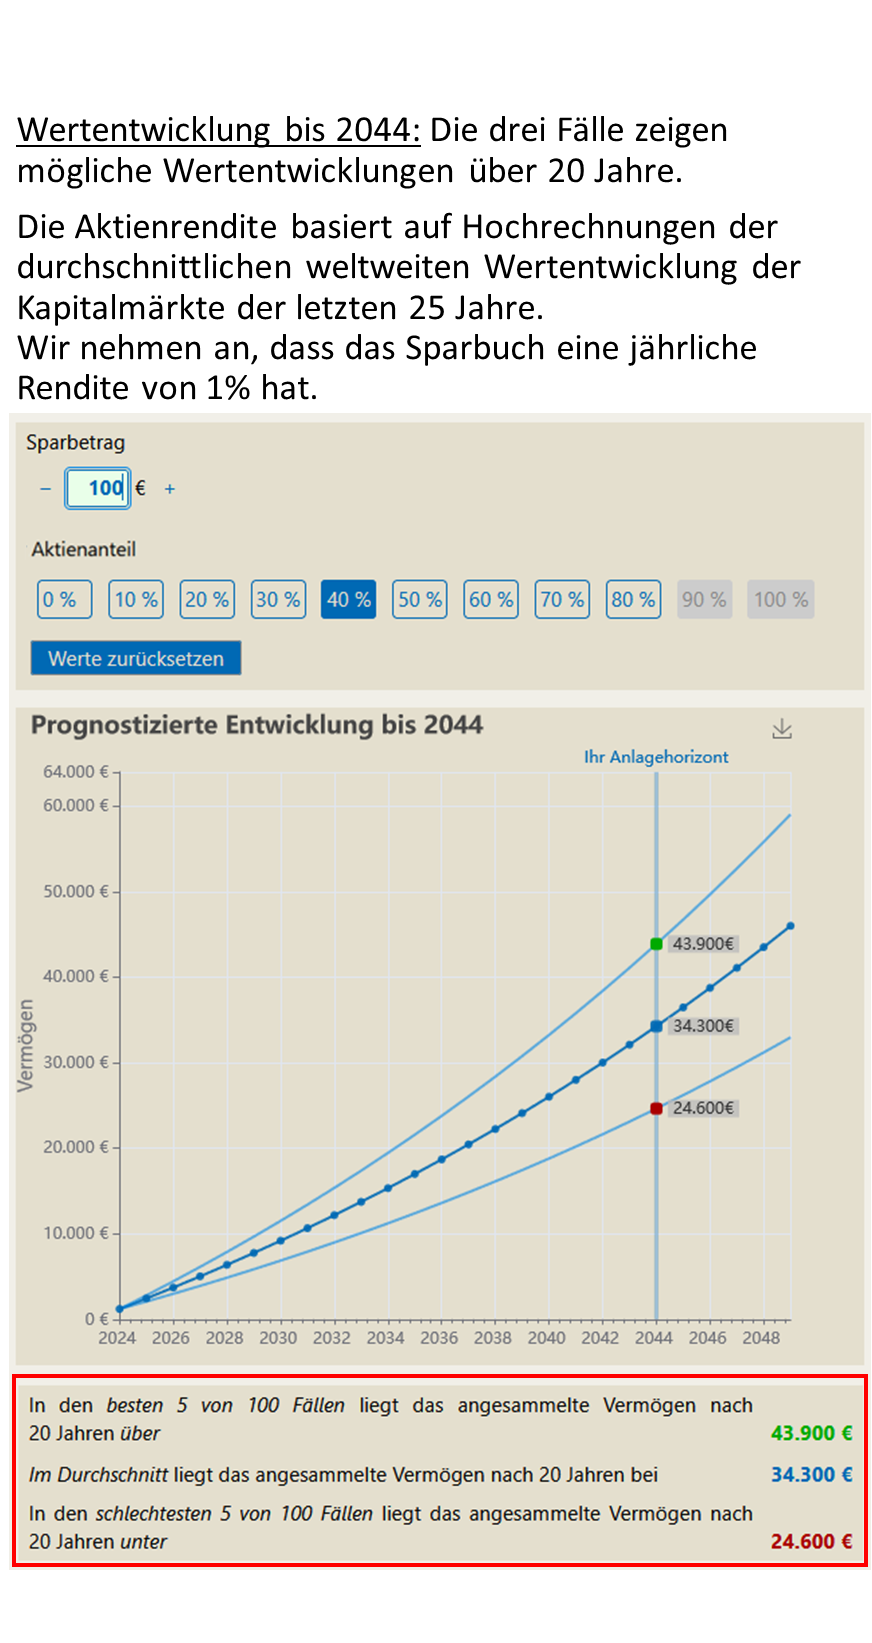 Wertentwicklung bis 2044: Die drei Fälle zeigen
mögliche Wertentwicklungen über 20 Jahre.
Die Aktienrendite basiert auf Hochrechnungen der
durchschnittlichen weltweiten Wertentwicklung der
Kapitalmärkte der letzten 25 Jahre.
Wir nehmen an, dass das Sparbuch eine jährliche
Rendite von 1% hat.
Sparbetrag
− 100 € +
Aktienanteil
0 % 10 % 20 % 30 % 40 % 50 % 60 % 70 % 80 % 90 % 100 %
Werte zurücksetzen
Prognostizierte Entwicklung bis 2044
Ihr Anlagehorizont
64.000 €
60.000 €
50.000 €
43.900€
40.000 €
34.300€
30.000 €
Vermögen
24.600€
20.000 €
10.000 €
0 €
2024 2026 2028 2030 2032 2034 2036 2038 2040 2042 2044 2046 2048
In den besten 5 von 100 Fällen liegt das angesammelte Vermögen nach
20 Jahren über 43.900 €
Im Durchschnitt liegt das angesammelte Vermögen nach 20 Jahren bei 34.300 €
In den schlechtesten 5 von 100 Fällen liegt das angesammelte Vermögen nach
20 Jahren unter 24.600 €